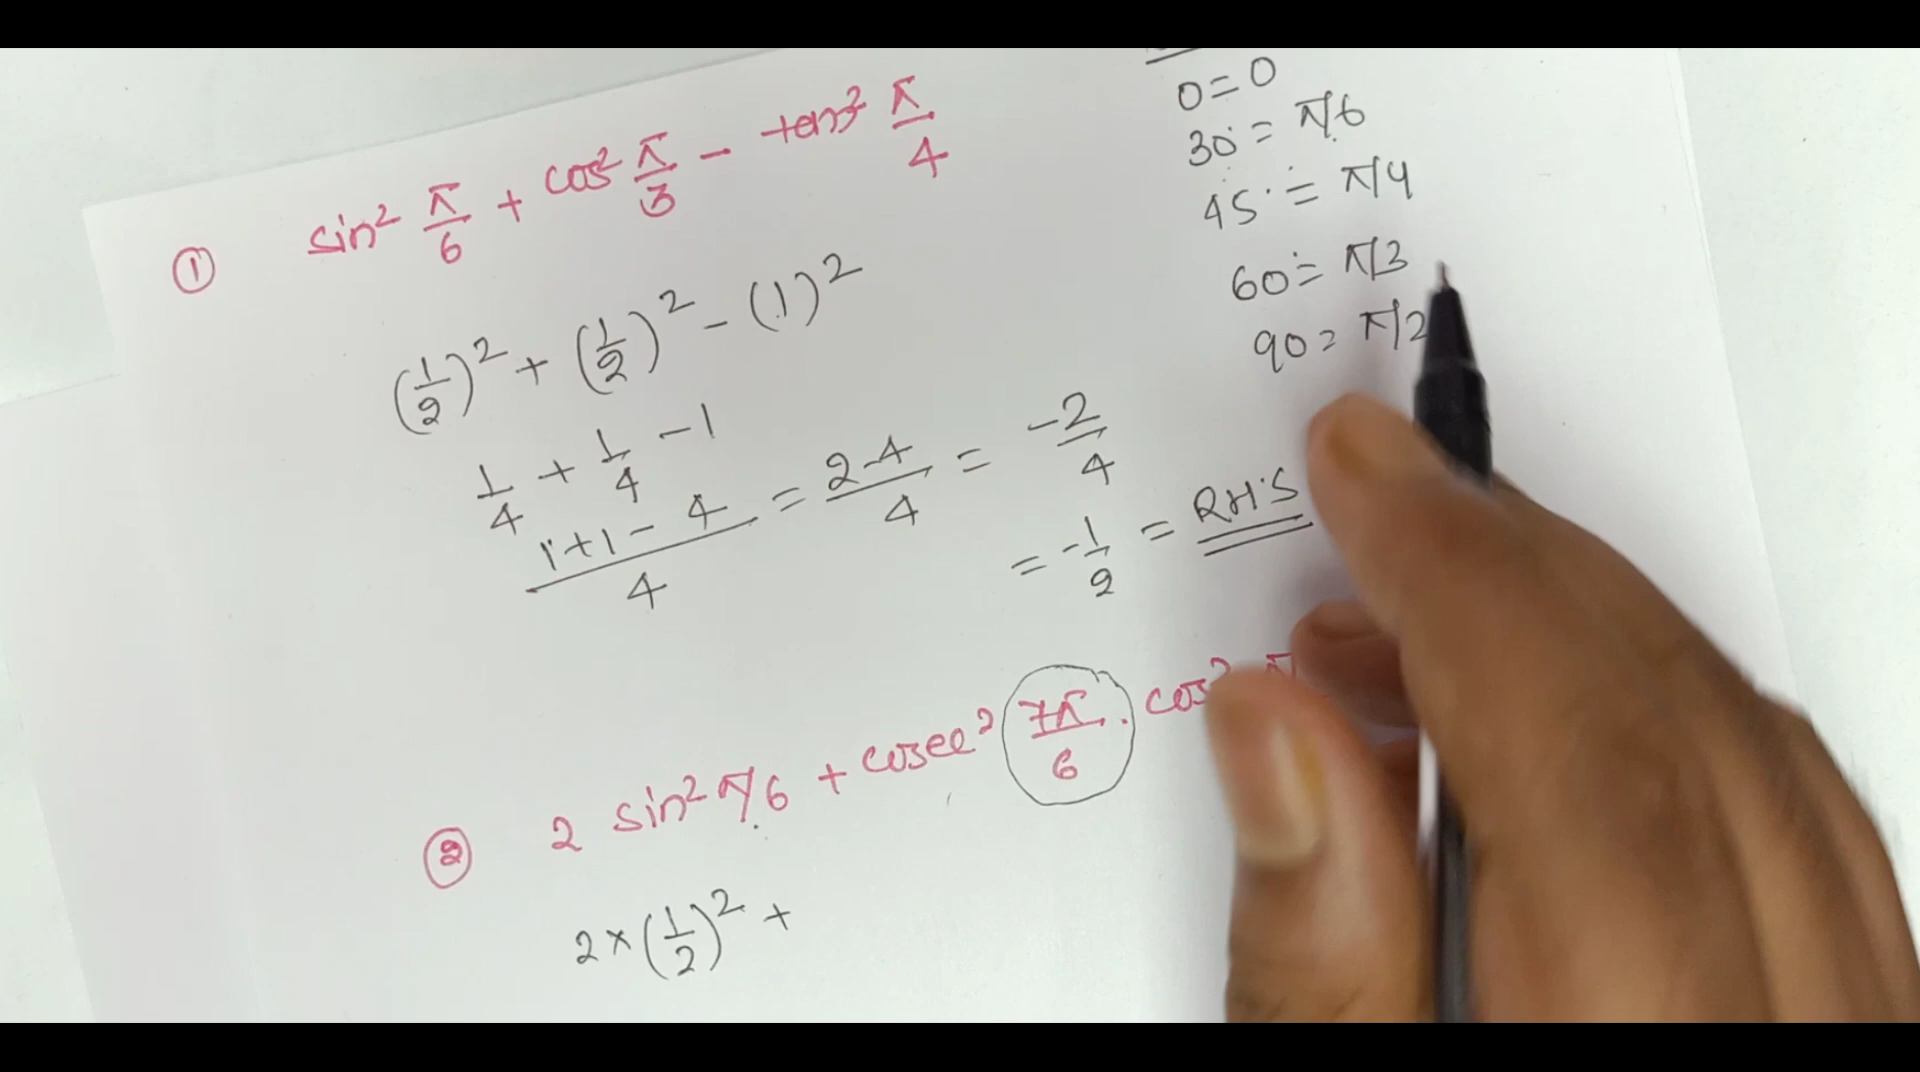 0 = 0
30° = π/6
45° = π/4
60° = π/3
90 = π/2
① sin² π/6 + cos² π/3 - tan² π/4
(1/2)² + (1/2)² - (1)²
1/4 + 1/4 - 1
1+1-4/4 = 2-4/4 = -2/4
= -1/2 = RH.S
② 2 sin² π/6 + cosec² 7π/6 . cos² π
2 × (1/2)² +